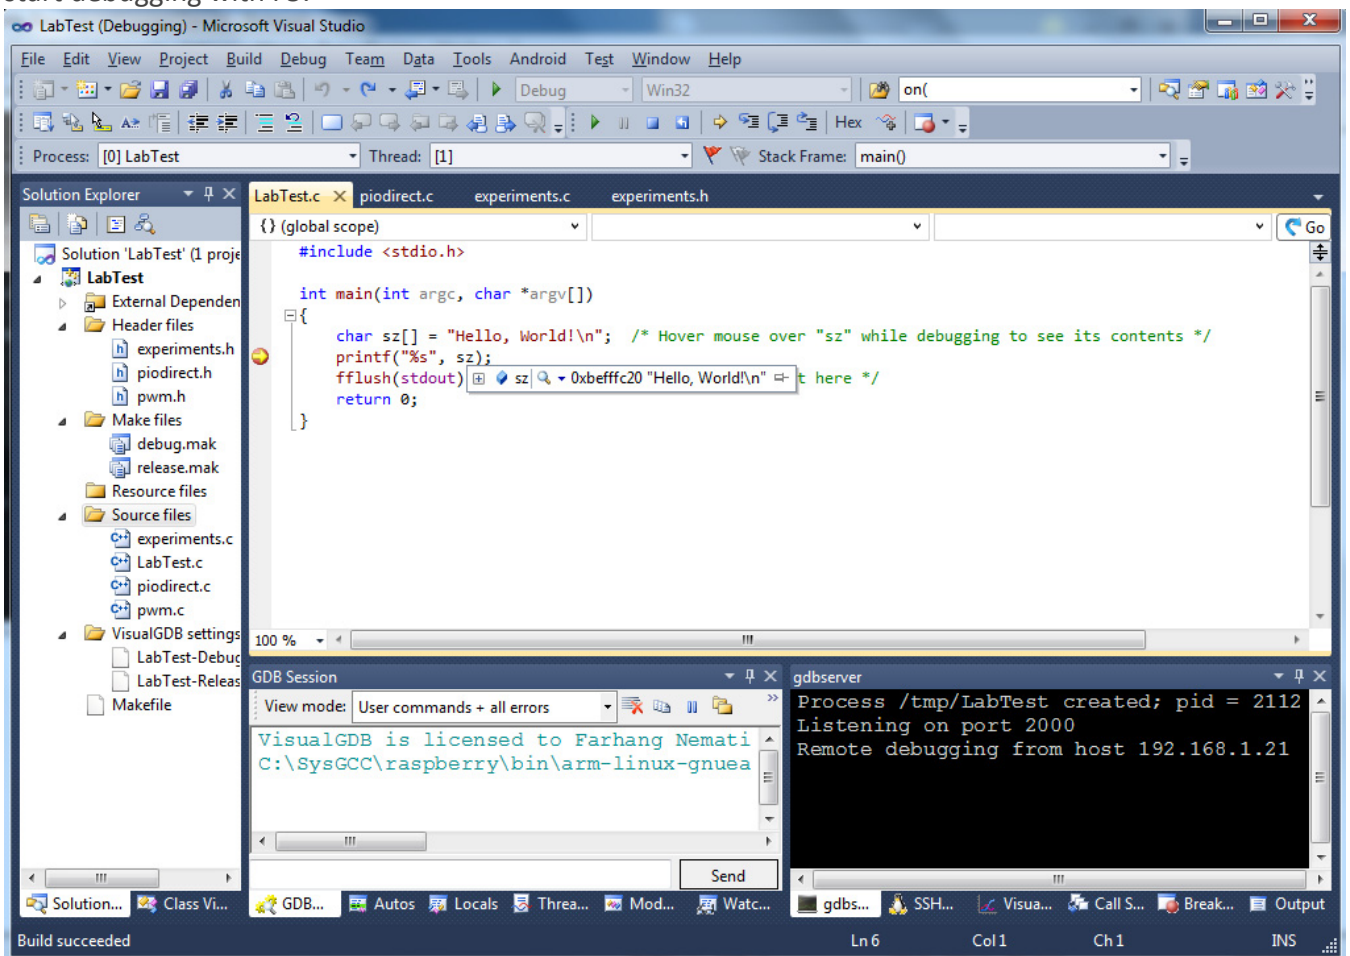 LabTest (Debugging) - Microsoft Visual Studio
File Edit View Project Build Debug Team Data Tools Android Test Window Help
Debug Win32 on(
Hex
Process: [0] LabTest Thread: [1] Stack Frame: main()
Solution Explorer
Solution 'LabTest' (1 proje
LabTest
External Dependen
Header files
experiments.h
piodirect.h
pwm.h
Make files
debug.mak
release.mak
Resource files
Source files
experiments.c
LabTest.c
piodirect.c
pwm.c
VisualGDB settings
LabTest-Debug
LabTest-Releas
Makefile
Solution... Class Vi...
LabTest.c piodirect.c experiments.c experiments.h
{} (global scope) Go
#include <stdio.h>
int main(int argc, char *argv[])
{
char sz[] = "Hello, World!\n"; /* Hover mouse over "sz" while debugging to see its contents */
printf("%s", sz);
fflush(stdout) sz 0xbefffc20 "Hello, World!\n" t here */
return 0;
}
100 %
GDB Session
View mode: User commands + all errors
VisualGDB is licensed to Farhang Nemati
C:\SysGCC\raspberry\bin\arm-linux-gnuea
Send
GDB... Autos Locals Threa... Mod... Watc...
gdbserver
Process /tmp/LabTest created; pid = 2112
Listening on port 2000
Remote debugging from host 192.168.1.21
gdbs... SSH... Visua... Call S... Break... Output
Build succeeded Ln 6 Col 1 Ch 1 INS